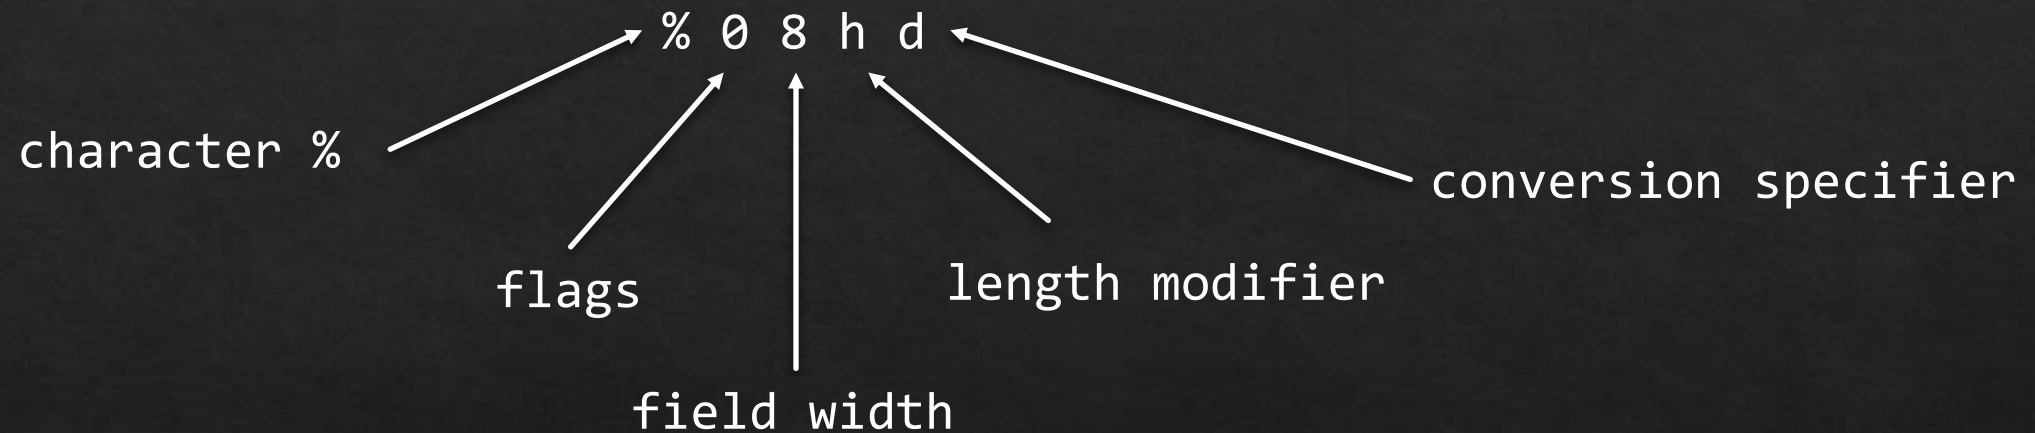 % 0 8 h d
character %
conversion specifier
flags
length modifier
field width